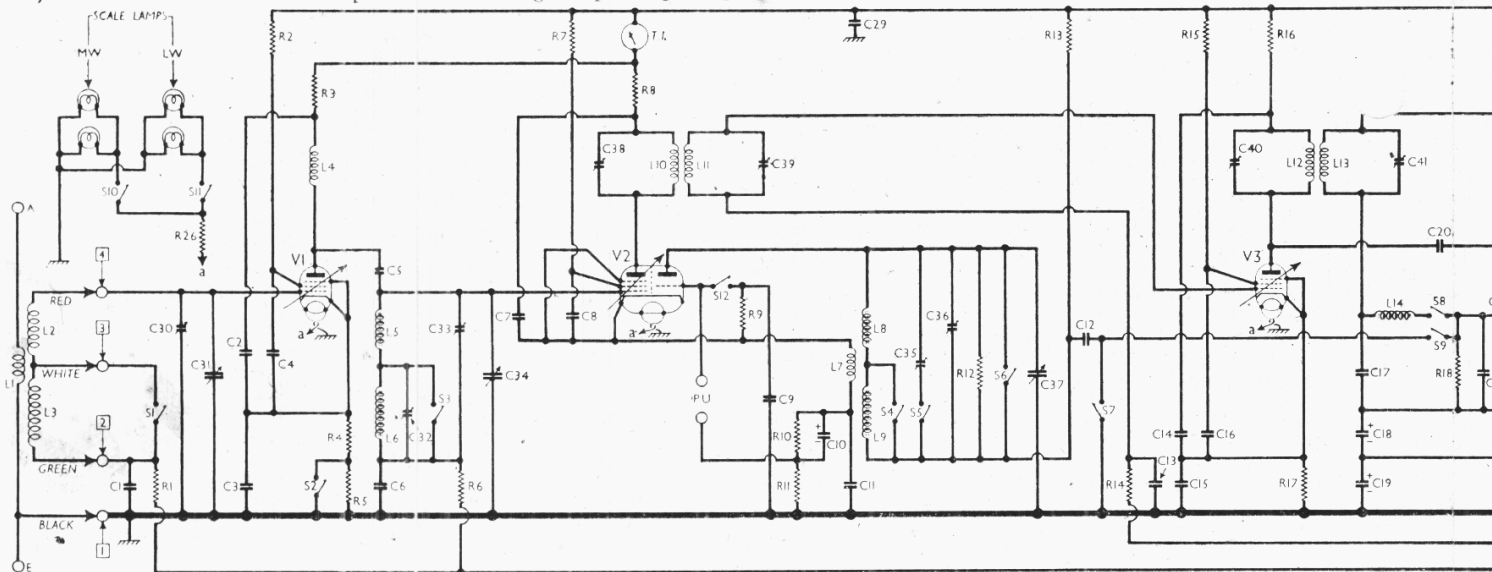 SCALE LAMPS
MW
LW
R2
R7
T.I.
C29
R13
R15
R16
R3
R8
L4
C38
L10
L11
C39
C40
L12
L13
C41
S10
S11
R26
a
A
V1
V2
V3
C5
C20
4
RED
L2
L1
3
WHITE
L3
2
GREEN
BLACK
1
E
S1
C1
R1
C30
C31
C2
C4
C3
a
R4
S2
R5
L5
L6
C32
S3
C6
C33
R6
C34
C7
C8
a
S12
R9
PU
C9
R10
C10
R11
C11
L7
L8
L9
S4
C35
S5
C36
R12
S6
C37
C12
S7
R14
C13
C14
C15
C16
a
R17
L14
S8
S9
R18
C17
C18
C19
+
−
+
−
+
−